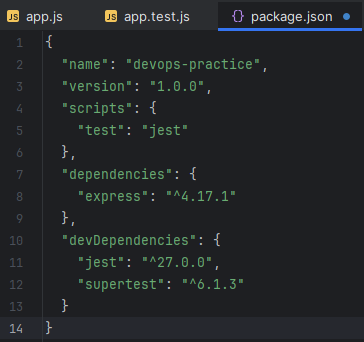 JS app.js JS app.test.js {} package.json
1 {
2 "name": "devops-practice",
3 "version": "1.0.0",
4 "scripts": {
5 "test": "jest"
6 },
7 "dependencies": {
8 "express": "^4.17.1"
9 },
10 "devDependencies": {
11 "jest": "^27.0.0",
12 "supertest": "^6.1.3"
13 }
14 }